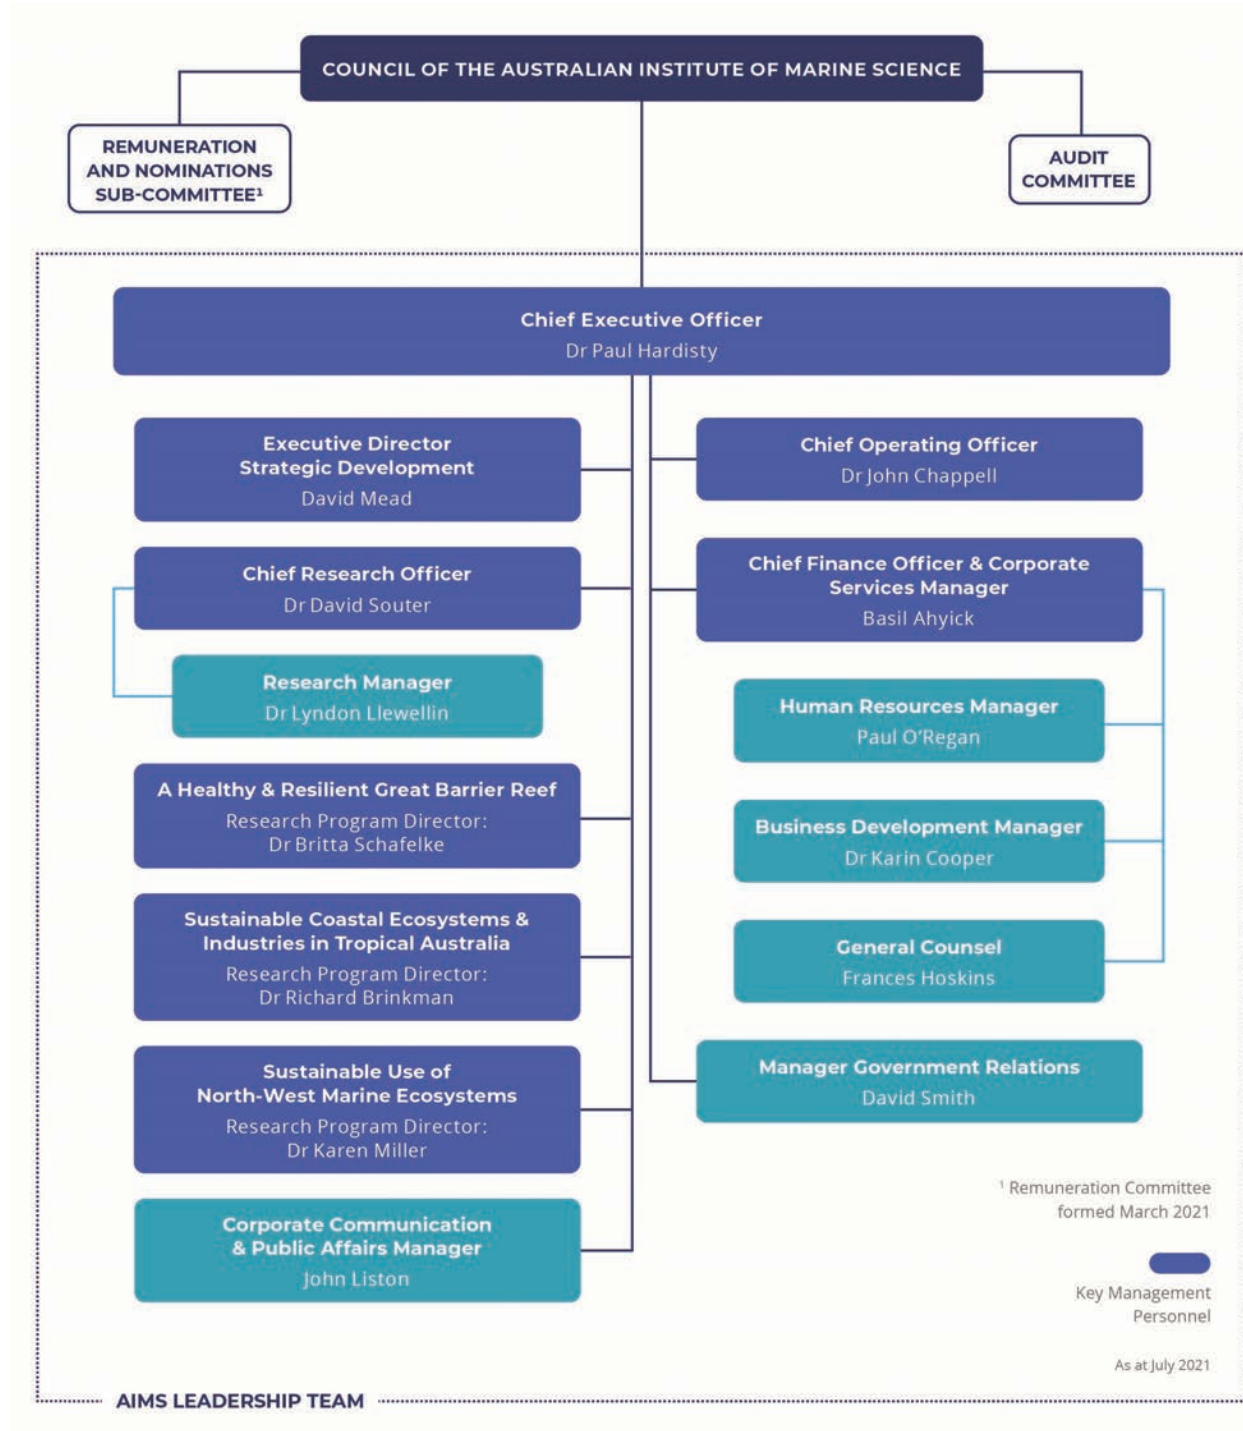 COUNCIL OF THE AUSTRALIAN INSTITUTE OF MARINE SCIENCE
REMUNERATION
AND NOMINATIONS
SUB-COMMITTEE¹
AUDIT
COMMITTEE
Chief Executive Officer
Dr Paul Hardisty
Executive Director
Strategic Development
David Mead
Chief Research Officer
Dr David Souter
Research Manager
Dr Lyndon Llewellin
A Healthy & Resilient Great Barrier Reef
Research Program Director:
Dr Britta Schafelke
Sustainable Coastal Ecosystems &
Industries in Tropical Australia
Research Program Director:
Dr Richard Brinkman
Sustainable Use of
North-West Marine Ecosystems
Research Program Director:
Dr Karen Miller
Corporate Communication
& Public Affairs Manager
John Liston
Chief Operating Officer
Dr John Chappell
Chief Finance Officer & Corporate
Services Manager
Basil Ahyick
Human Resources Manager
Paul O'Regan
Business Development Manager
Dr Karin Cooper
General Counsel
Frances Hoskins
Manager Government Relations
David Smith
¹ Remuneration Committee
formed March 2021
Key Management
Personnel
As at July 2021
AIMS LEADERSHIP TEAM